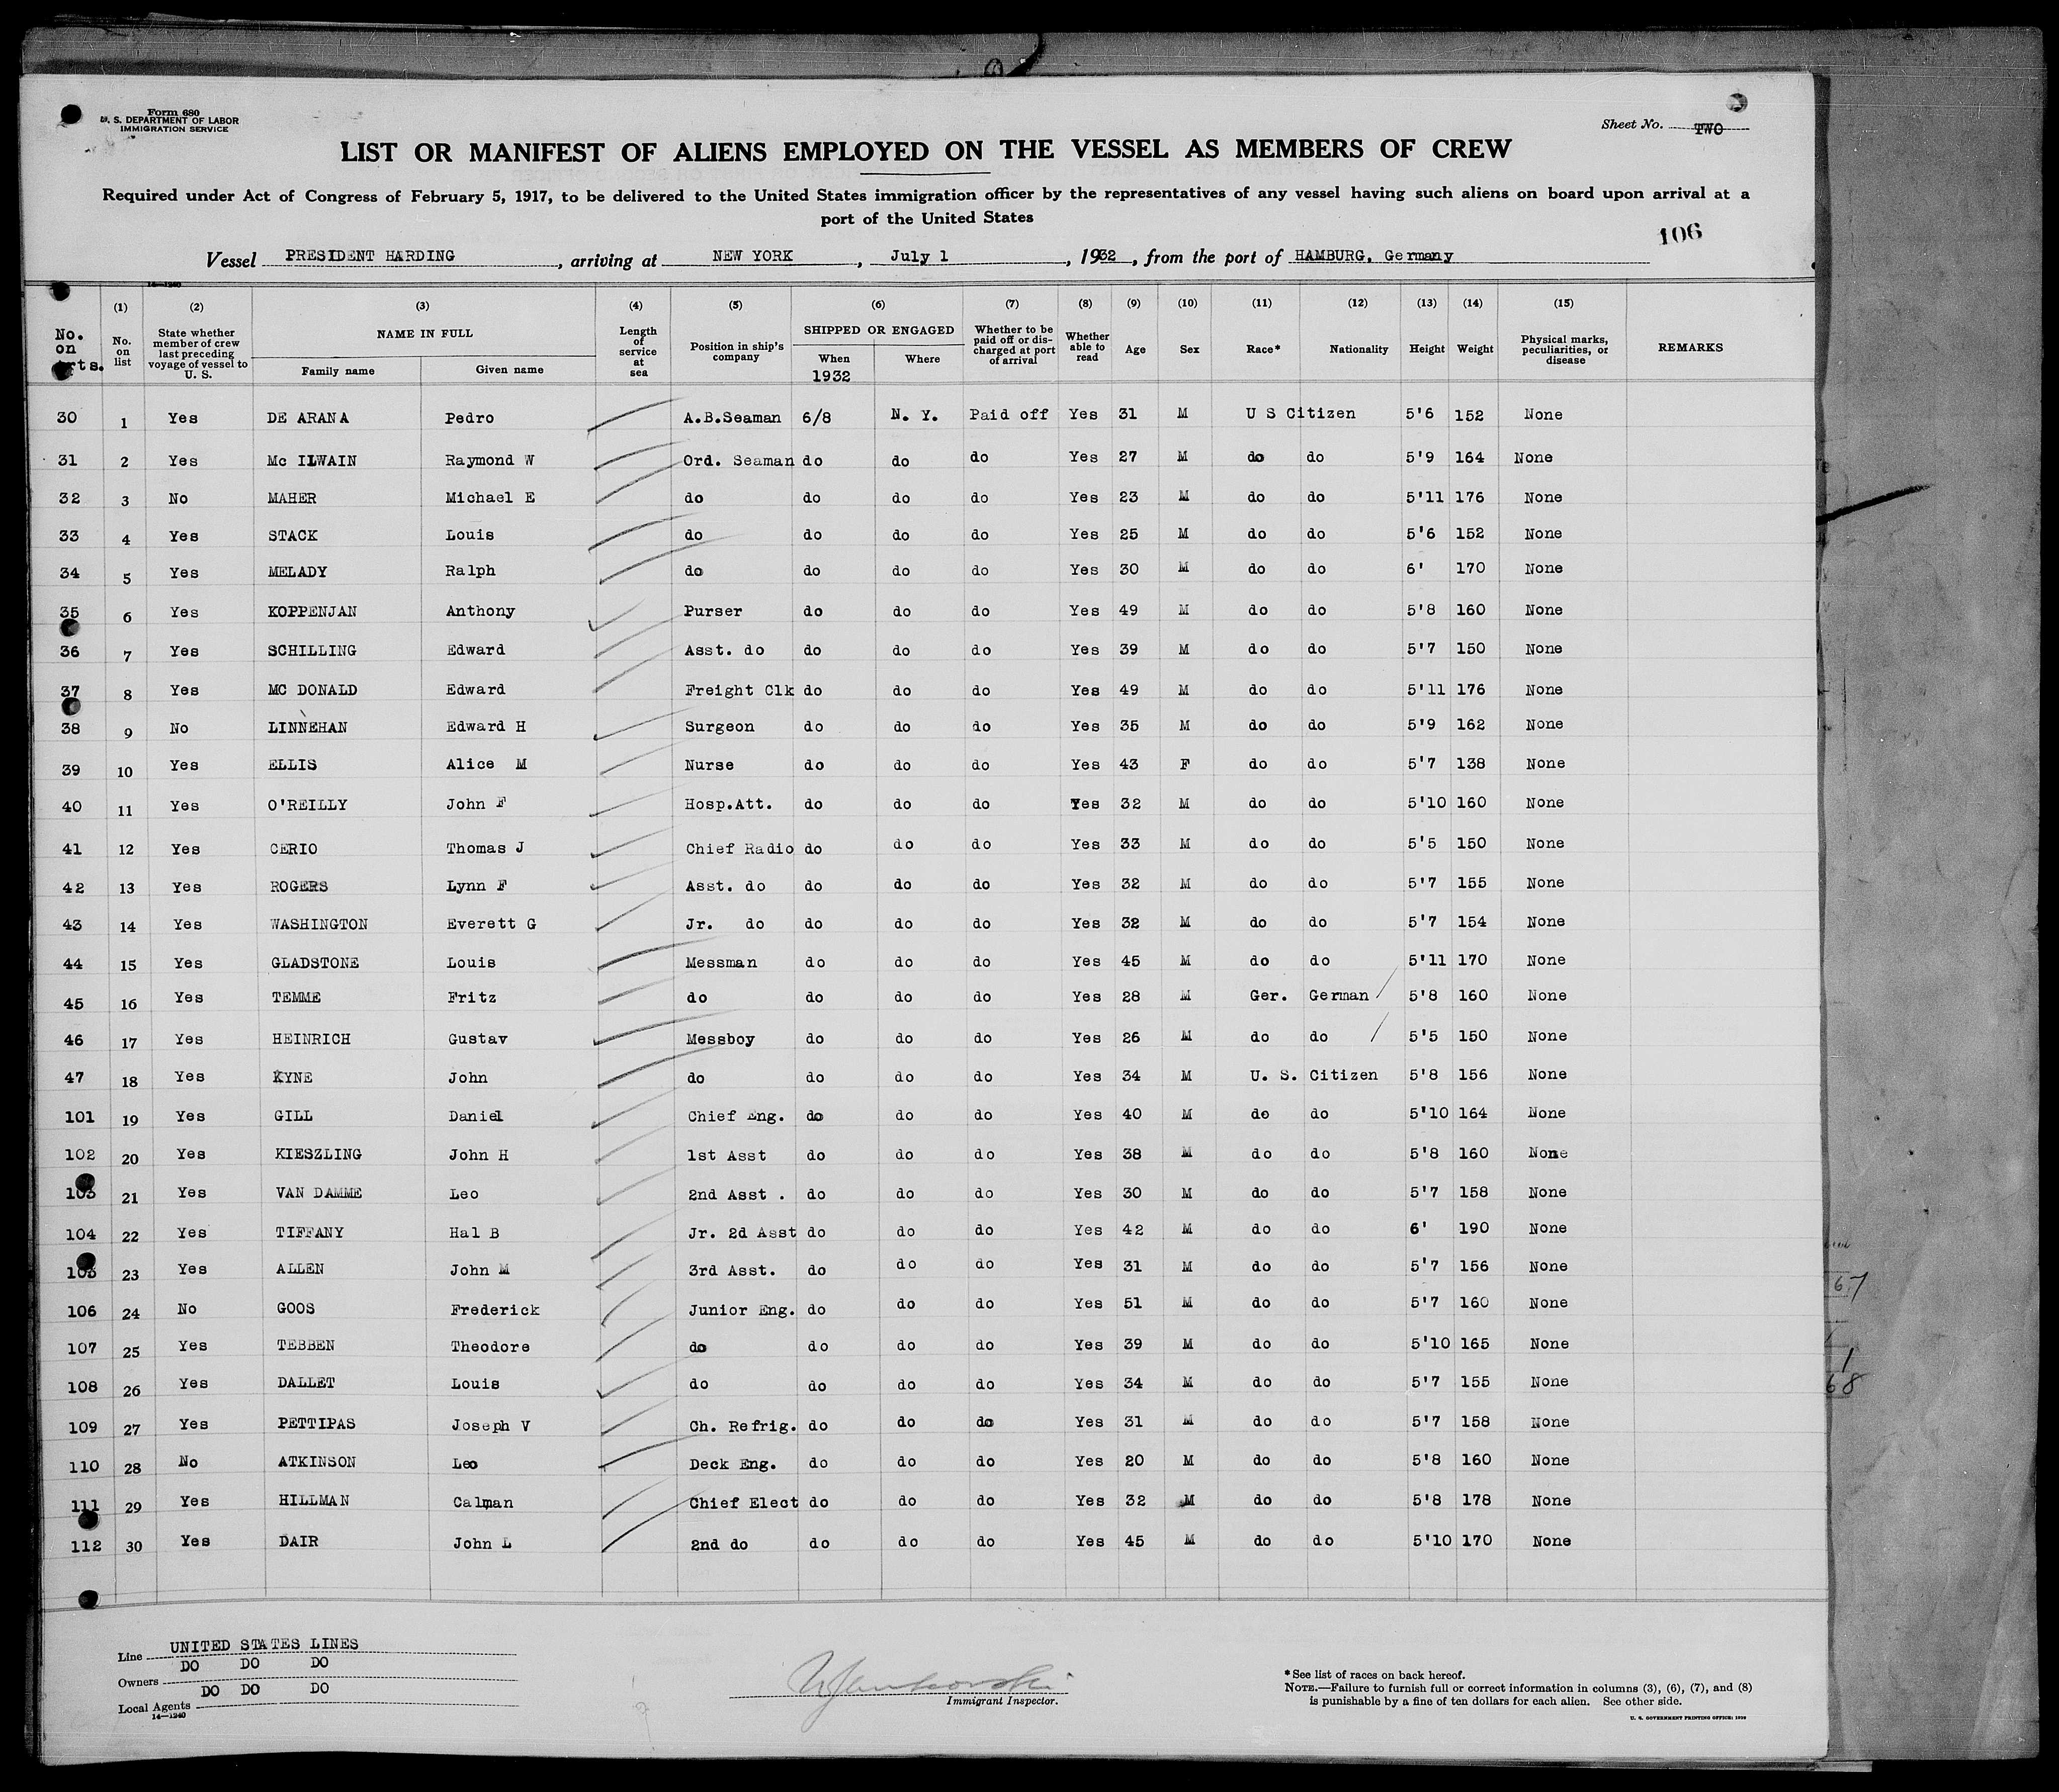 Form 680
U. S. DEPARTMENT OF LABOR
IMMIGRATION SERVICE
Sheet No. TWO
LIST OR MANIFEST OF ALIENS EMPLOYED ON THE VESSEL AS MEMBERS OF CREW
Required under Act of Congress of February 5, 1917, to be delivered to the United States immigration officer by the representatives of any vessel having such aliens on board upon arrival at a
port of the United States
106
Vessel PRESIDENT HARDING, arriving at NEW YORK, July 1, 1932, from the port of HAMBURG, Germany
14—1240
(1) (2) (3) (4) (5) (6) (7) (8) (9) (10) (11) (12) (13) (14) (15)
No. on Arts. No. on list State whether member of crew last preceding voyage of vessel to U. S. NAME IN FULL Family name Given name Length of service at sea Position in ship's company SHIPPED OR ENGAGED When 1932 Where Whether to be paid off or discharged at port of arrival Whether able to read Age Sex Race* Nationality Height Weight Physical marks, peculiarities, or disease REMARKS
30 1 Yes DE ARANA Pedro A.B.Seaman 6/8 N. Y. Paid off Yes 31 M U S Citizen 5'6 152 None
31 2 Yes Mc ILWAIN Raymond W Ord. Seaman do do do Yes 27 M do do 5'9 164 None
32 3 No MAHER Michael E do do do do Yes 23 M do do 5'11 176 None
33 4 Yes STACK Louis do do do do Yes 25 M do do 5'6 152 None
34 5 Yes MELADY Ralph do do do do Yes 30 M do do 6' 170 None
35 6 Yes KOPPENJAN Anthony Purser do do do Yes 49 M do do 5'8 160 None
36 7 Yes SCHILLING Edward Asst. do do do do Yes 39 M do do 5'7 150 None
37 8 Yes MC DONALD Edward Freight Clk do do do Yes 49 M do do 5'11 176 None
38 9 No LINNEHAN Edward H Surgeon do do do Yes 35 M do do 5'9 162 None
39 10 Yes ELLIS Alice M Nurse do do do Yes 43 F do do 5'7 138 None
40 11 Yes O'REILLY John F Hosp.Att. do do do Yes 32 M do do 5'10 160 None
41 12 Yes CERIO Thomas J Chief Radio do do do Yes 33 M do do 5'5 150 None
42 13 Yes ROGERS Lynn F Asst. do do do do Yes 32 M do do 5'7 155 None
43 14 Yes WASHINGTON Everett G Jr. do do do do Yes 32 M do do 5'7 154 None
44 15 Yes GLADSTONE Louis Messman do do do Yes 45 M do do 5'11 170 None
45 16 Yes TEMME Fritz do do do do Yes 28 M Ger. German 5'8 160 None
46 17 Yes HEINRICH Gustav Messboy do do do Yes 26 M do do 5'5 150 None
47 18 Yes KYNE John do do do do Yes 34 M U. S. Citizen 5'8 156 None
101 19 Yes GILL Daniel Chief Eng. do do do Yes 40 M do do 5'10 164 None
102 20 Yes KIESZLING John H 1st Asst do do do Yes 38 M do do 5'8 160 None
103 21 Yes VAN DAMME Leo 2nd Asst . do do do Yes 30 M do do 5'7 158 None
104 22 Yes TIFFANY Hal B Jr. 2d Asst do do do Yes 42 M do do 6' 190 None
105 23 Yes ALLEN John M 3rd Asst. do do do Yes 31 M do do 5'7 156 None
106 24 No GOOS Frederick Junior Eng. do do do Yes 51 M do do 5'7 160 None
107 25 Yes TEBBEN Theodore do do do do Yes 39 M do do 5'10 165 None
108 26 Yes DALLET Louis do do do do Yes 34 M do do 5'7 155 None
109 27 Yes PETTIPAS Joseph V Ch. Refrig. do do do Yes 31 M do do 5'7 158 None
110 28 No ATKINSON Leo Deck Eng. do do do Yes 20 M do do 5'8 160 None
111 29 Yes HILLMAN Calman Chief Elect do do do Yes 32 M do do 5'8 178 None
112 30 Yes DAIR John L 2nd do do do do Yes 45 M do do 5'10 170 None
67
1
68
Line UNITED STATES LINES
Owners DO DO DO
Local Agents DO DO DO
14—1240
Immigrant Inspector.
*See list of races on back hereof.
NOTE.—Failure to furnish full or correct information in columns (3), (6), (7), and (8)
is punishable by a fine of ten dollars for each alien. See other side.
U. S. GOVERNMENT PRINTING OFFICE: